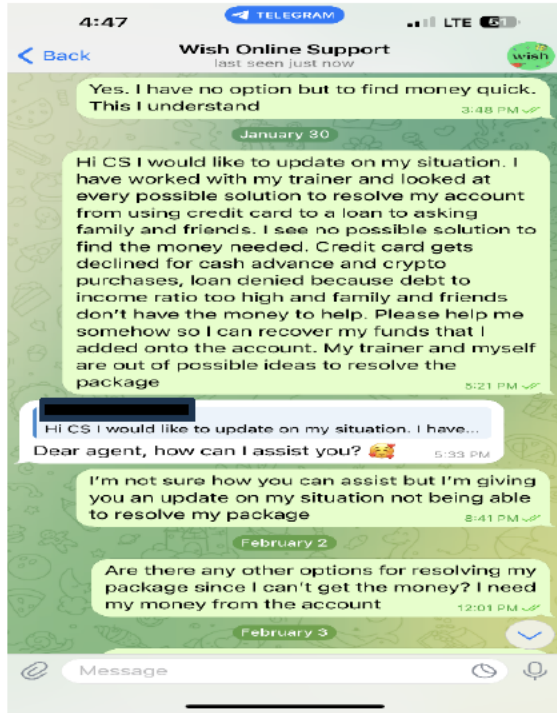 4:47
TELEGRAM
LTE 51
Back
Wish Online Support
last seen just now
wish
Yes. I have no option but to find money quick.
This I understand
3:48 PM
January 30
Hi CS I would like to update on my situation. I
have worked with my trainer and looked at
every possible solution to resolve my account
from using credit card to a loan to asking
family and friends. I see no possible solution to
find the money needed. Credit card gets
declined for cash advance and crypto
purchases, loan denied because debt to
income ratio too high and family and friends
don't have the money to help. Please help me
somehow so I can recover my funds that I
added onto the account. My trainer and myself
are out of possible ideas to resolve the
package
5:21 PM
Hi CS I would like to update on my situation. I have...
Dear agent, how can I assist you? 🥰
5:33 PM
I'm not sure how you can assist but I'm giving
you an update on my situation not being able
to resolve my package
8:41 PM
February 2
Are there any other options for resolving my
package since I can't get the money? I need
my money from the account
12:01 PM
February 3
Message